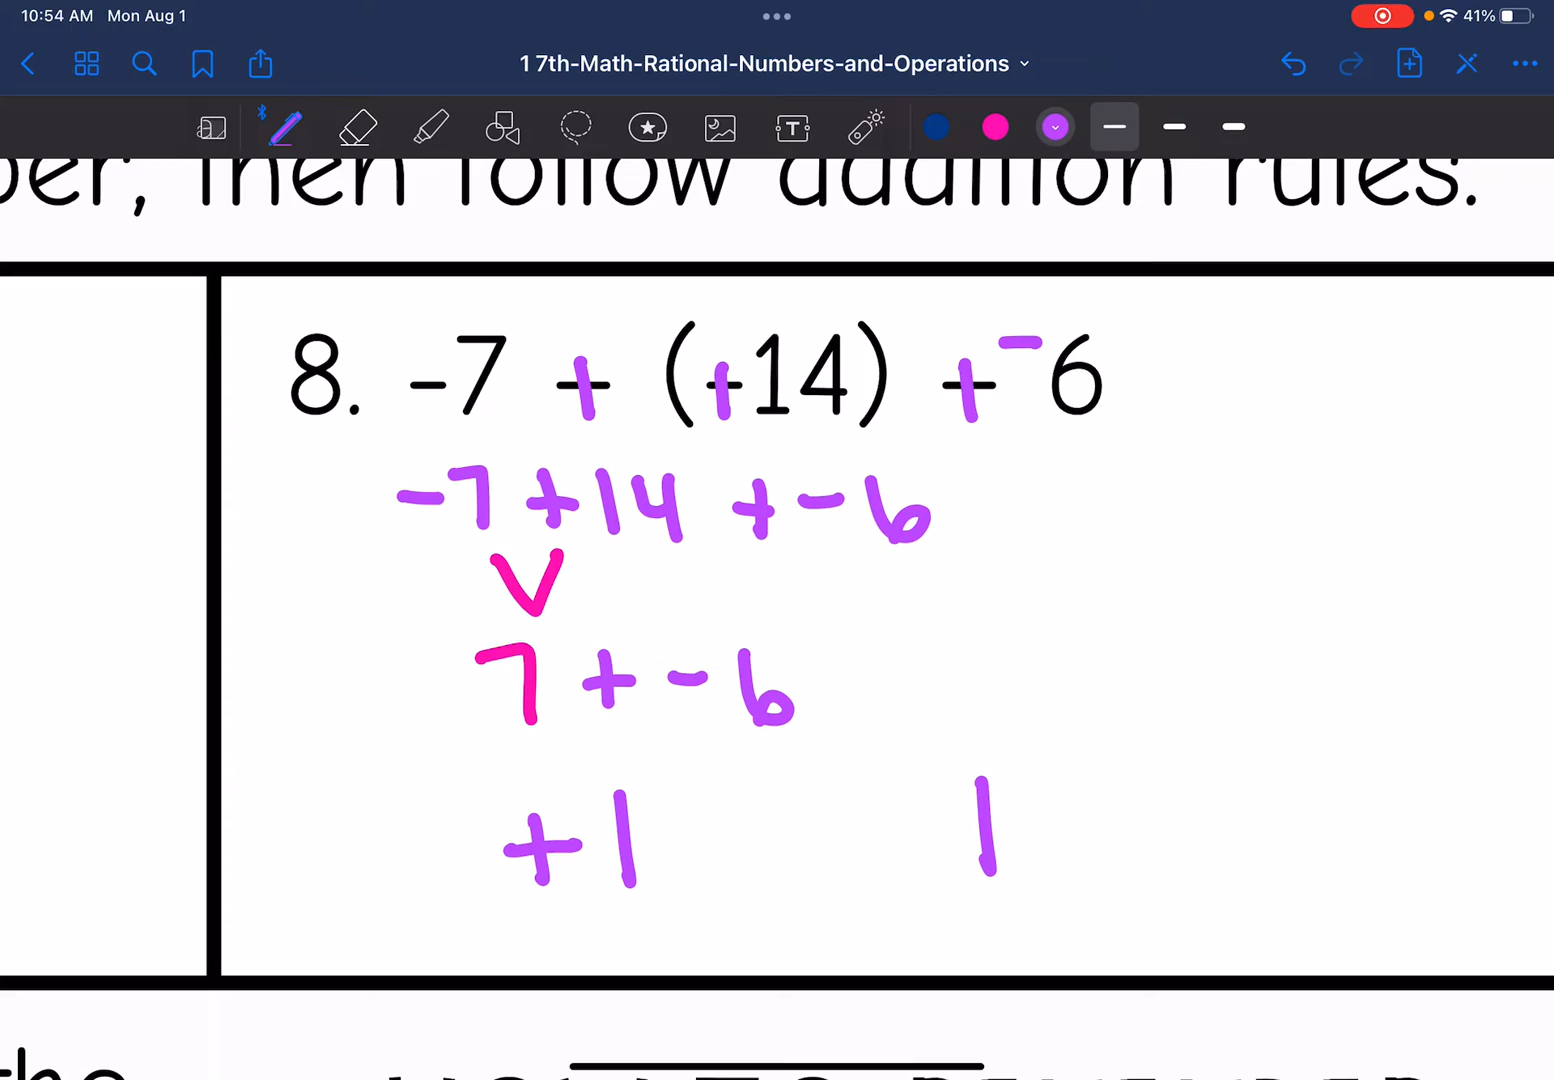 10:54 AM Mon Aug 1
41%
1 7th-Math-Rational-Numbers-and-Operations
T
then follow addition rules.
8. -7 + (+14) + -6
-7 + 14 + -6
7 + -6
+1 1